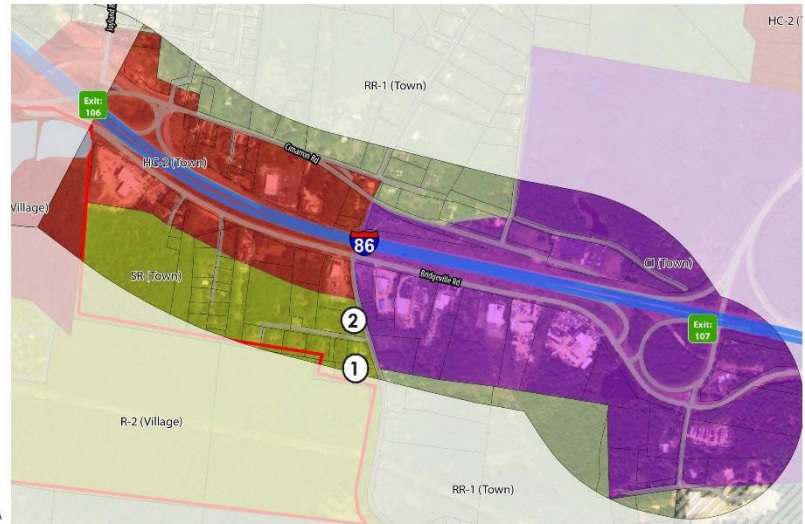 HC-2 (T
RR-1 (Town)
Exit:
106
Cimarron Rd
HC-2 (Town)
Village)
86
CI (Town)
SR (Town)
Bridgeville Rd
2
Exit:
107
1
R-2 (Village)
RR-1 (Town)